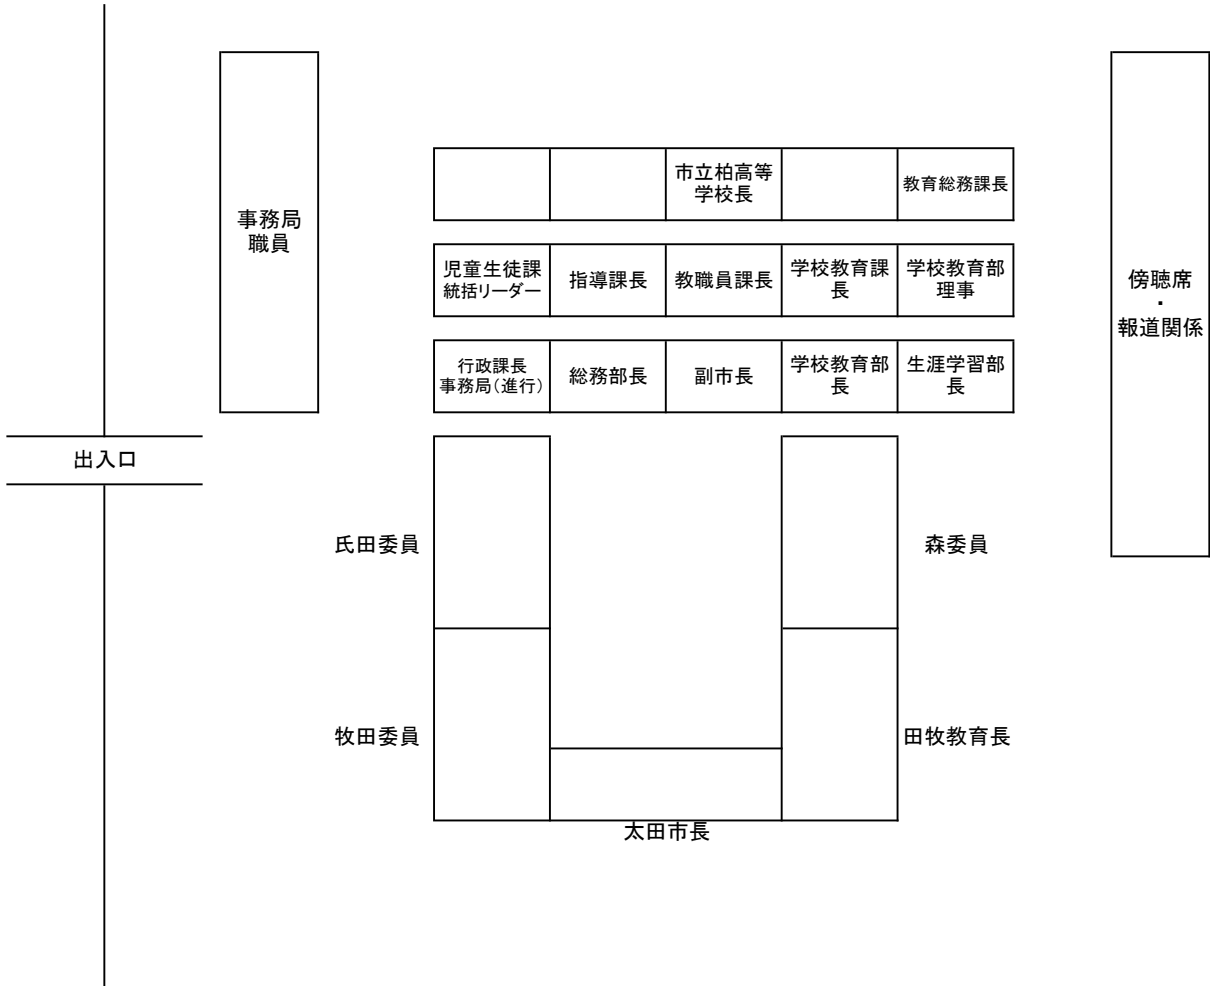 市立柏高等
学校長
教育総務課長
事務局
職員
児童生徒課
統括リーダー
指導課長
教職員課長
学校教育課
長
学校教育部
理事
傍聴席
・
報道関係
行政課長
事務局(進行)
総務部長
副市長
学校教育部
長
生涯学習部
長
出入口
氏田委員
森委員
牧田委員
田牧教育長
太田市長